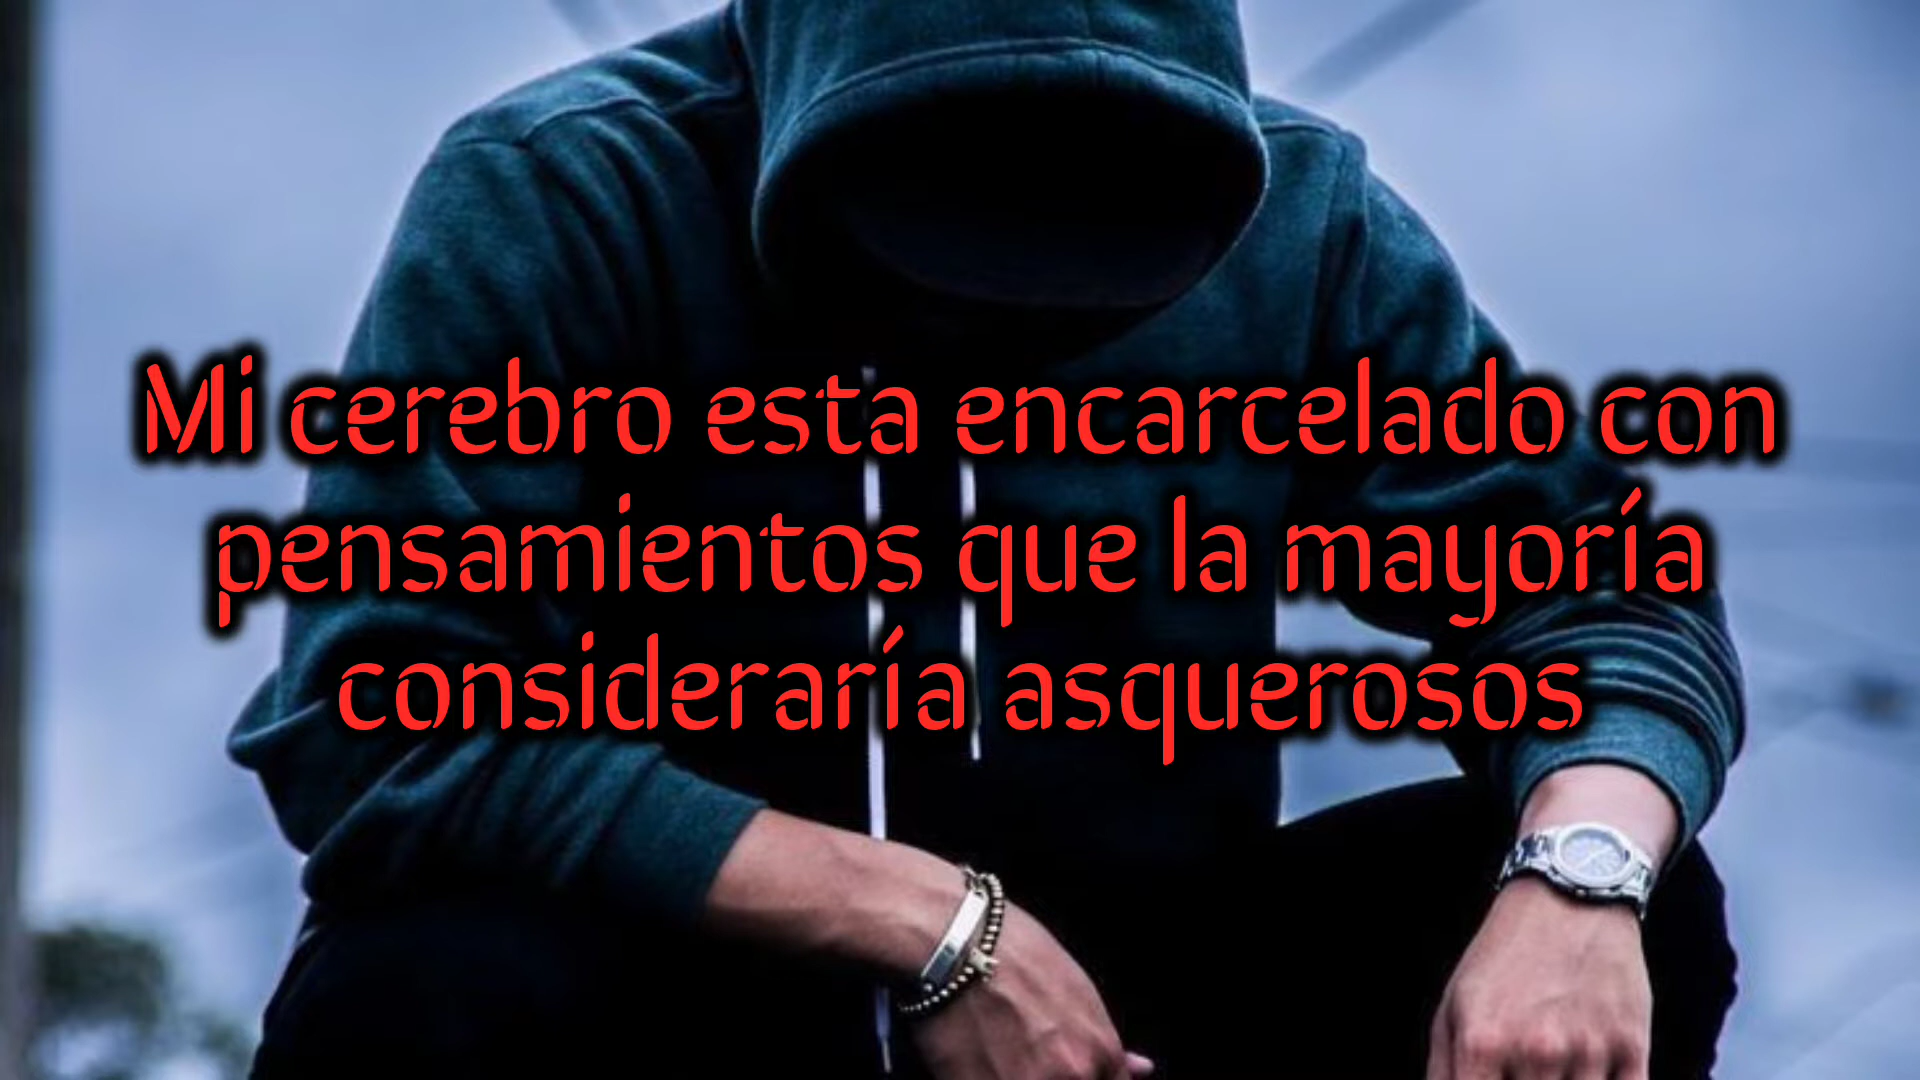 Mi cerebro esta encarcelado con
pensamientos que la mayoría
consideraría asquerosos